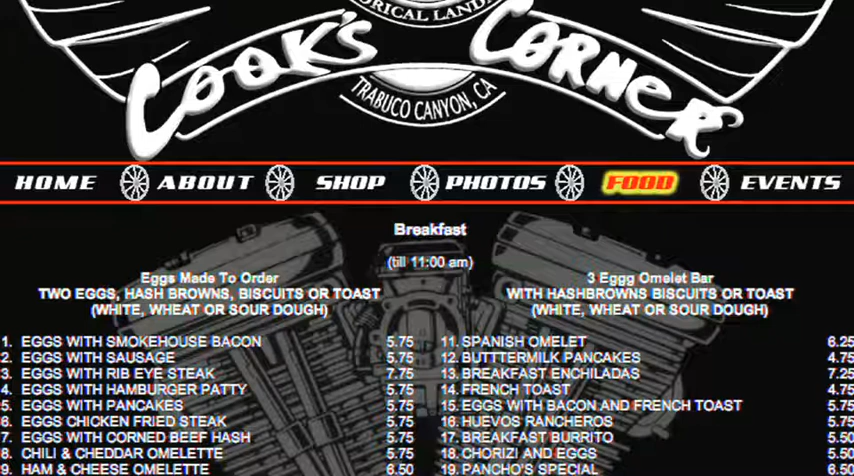 ORICAL LANDM
COOK'S CORNER
TRABUCO CANYON, CA
HOME ABOUT SHOP PHOTOS FOOD EVENTS
Breakfast
(till 11:00 am)
Eggs Made To Order
TWO EGGS, HASH BROWNS, BISCUITS OR TOAST
(WHITE, WHEAT OR SOUR DOUGH)
1. EGGS WITH SMOKEHOUSE BACON 5.75
2. EGGS WITH SAUSAGE 5.75
3. EGGS WITH RIB EYE STEAK 7.75
4. EGGS WITH HAMBURGER PATTY 5.75
5. EGGS WITH PANCAKES 5.75
6. EGGS CHICKEN FRIED STEAK 5.75
7. EGGS WITH CORNED BEEF HASH 5.75
8. CHILI & CHEDDAR OMELETTE 5.75
9. HAM & CHEESE OMELETTE 6.50
3 Eggg Omelet Bar
WITH HASHBROWNS BISCUITS OR TOAST
(WHITE, WHEAT OR SOUR DOUGH)
11. SPANISH OMELET 6.25
12. BUTTTERMILK PANCAKES 4.75
13. BREAKFAST ENCHILADAS 7.25
14. FRENCH TOAST 4.75
15. EGGS WITH BACON AND FRENCH TOAST 5.75
16. HUEVOS RANCHEROS 5.75
17. BREAKFAST BURRITO 5.50
18. CHORIZI AND EGGS 5.50
19. PANCHO'S SPECIAL 6.50